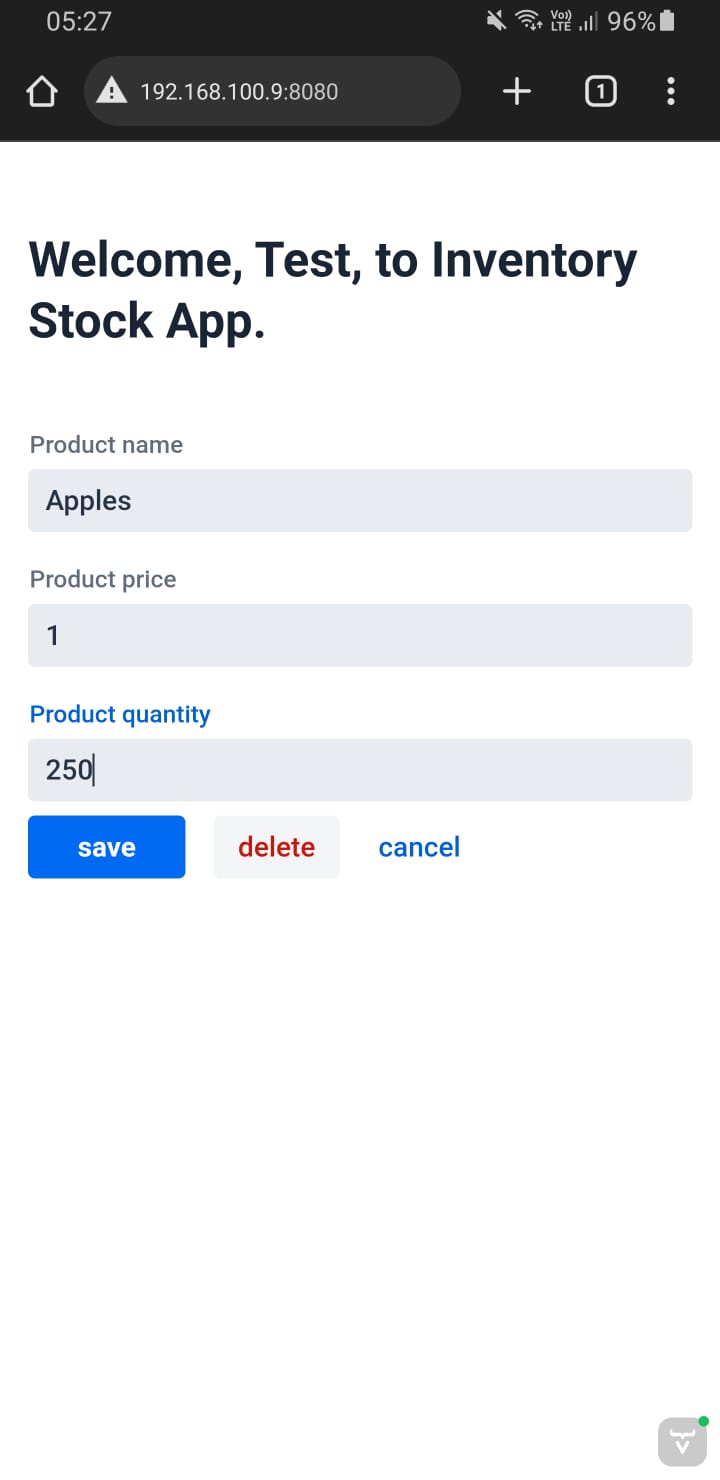 05:27
Vo)) LTE 96%
192.168.100.9:8080
1
Welcome, Test, to Inventory
Stock App.
Product name
Apples
Product price
1
Product quantity
250
save delete cancel